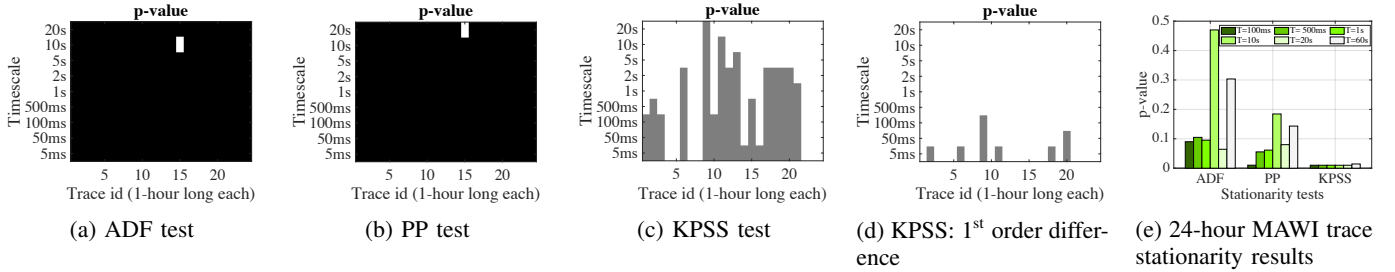 p-value
Timescale
20s
10s
5s
2s
1s
500ms
100ms
50ms
5ms
5 10 15 20
Trace id (1-hour long each)
(a) ADF test
p-value
Timescale
20s
10s
5s
2s
1s
500ms
100ms
50ms
5ms
5 10 15 20
Trace id (1-hour long each)
(b) PP test
p-value
Timescale
20s
10s
5s
2s
1s
500ms
100ms
50ms
5ms
5 10 15 20
Trace id (1-hour long each)
(c) KPSS test
p-value
Timescale
20s
10s
5s
2s
1s
500ms
100ms
50ms
5ms
5 10 15 20
Trace id (1-hour long each)
(d) KPSS: 1st order differ-
ence
p-value
0.5
0.4
0.3
0.2
0.1
0
T=100ms T= 500ms T=1s
T=10s T=20s T=60s
ADF PP KPSS
Stationarity tests
(e) 24-hour MAWI trace
stationarity results